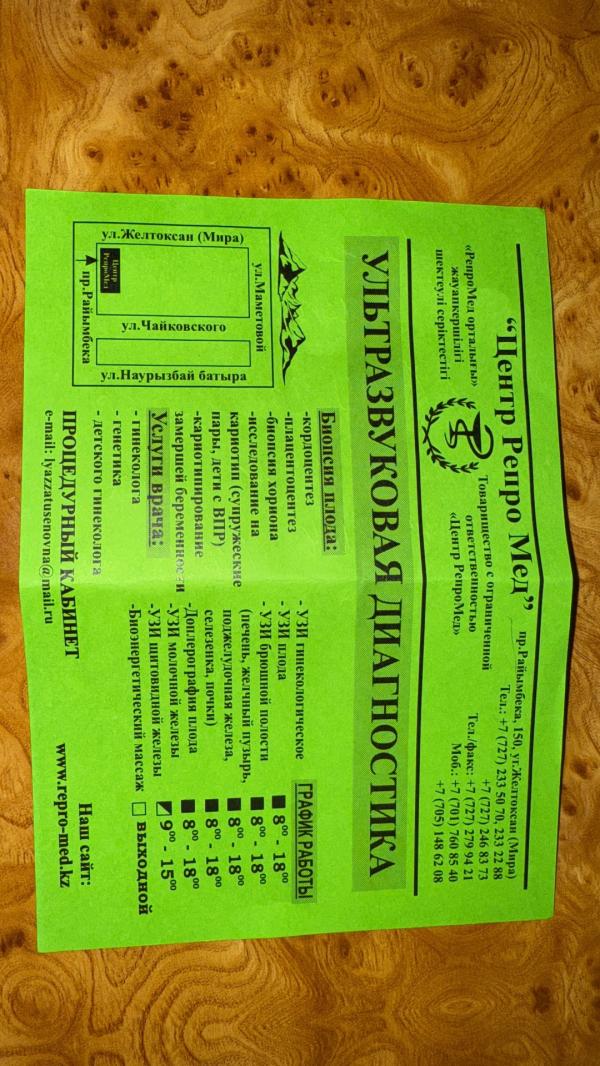 “Центр Репро Мед”
«РепроМед орталығы»
жауапкершілігі
шектеулі серіктестігі
Товарищество с ограниченной
ответственностью
«Центр РепроМед»
пр.Райымбека, 150, уг.Желтоксан (Мира)
Тел.: +7 (727) 233 50 70, 233 22 88
+7 (727) 246 83 73
Тел./факс: +7 (727) 279 94 21
Моб.: +7 (701) 760 85 40
+7 (705) 148 62 08
УЛЬТРАЗВУКОВАЯ ДИАГНОСТИКА
ул.Маметовой
ул.Желтоксан (Мира)
ул.Чайковского
ул.Наурызбай батыра
Центр
РепроМед
пр.Райымбека
Биопсия плода:
-кордоцентез
-плацентоцентез
-биопсия хориона
-исследование на
кариотип (супружеские
пары, дети с ВПР)
-кариотипирование
замершей беременности
Услуги врача:
- гинеколога
- генетика
- детского гинеколога
ПРОЦЕДУРНЫЙ КАБИНЕТ
e-mail: lyazzatusenovna@mail.ru
- УЗИ гинекологическое
- УЗИ плода
- УЗИ брюшной полости
(печень, желчный пузырь,
поджелудочная железа,
селезенка, почки)
-Доплерография плода
-УЗИ молочной железы
-УЗИ щитовидной железы
-Биоэнергетический массаж
ГРАФИК РАБОТЫ
8⁰⁰ - 18⁰⁰
8⁰⁰ - 18⁰⁰
8⁰⁰ - 18⁰⁰
8⁰⁰ - 18⁰⁰
8⁰⁰ - 18⁰⁰
9⁰⁰ - 15⁰⁰
выходной
Наш сайт:
www.repro-med.kz